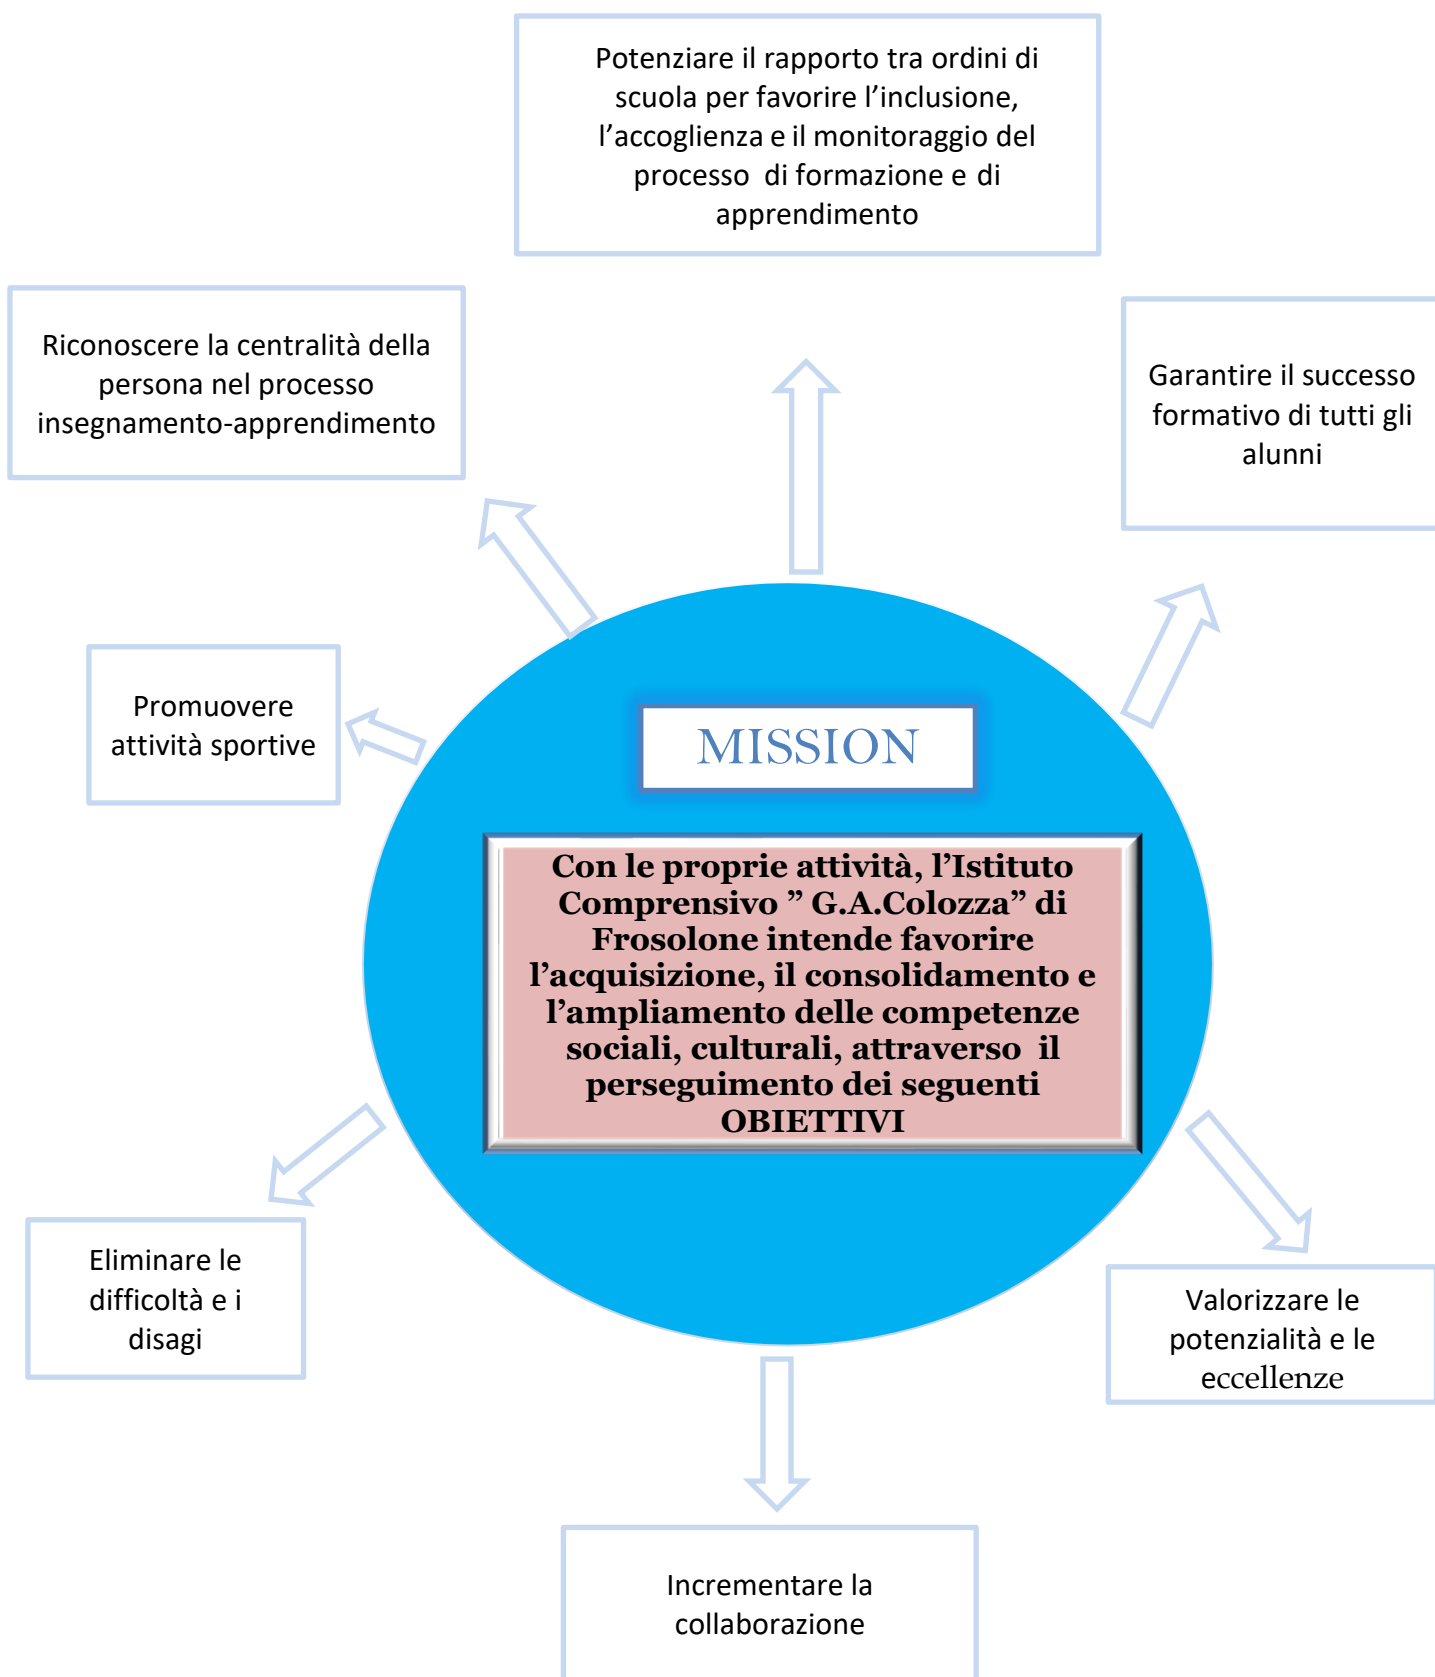 Potenziare il rapporto tra ordini di
scuola per favorire l’inclusione,
l’accoglienza e il monitoraggio del
processo di formazione e di
apprendimento
Riconoscere la centralità della
persona nel processo
insegnamento-apprendimento
Garantire il successo
formativo di tutti gli
alunni
Promuovere
attività sportive
MISSION
Con le proprie attività, l’Istituto
Comprensivo ” G.A.Colozza” di
Frosolone intende favorire
l’acquisizione, il consolidamento e
l’ampliamento delle competenze
sociali, culturali, attraverso il
perseguimento dei seguenti
OBIETTIVI
Eliminare le
difficoltà e i
disagi
Valorizzare le
potenzialità e le
eccellenze
Incrementare la
collaborazione